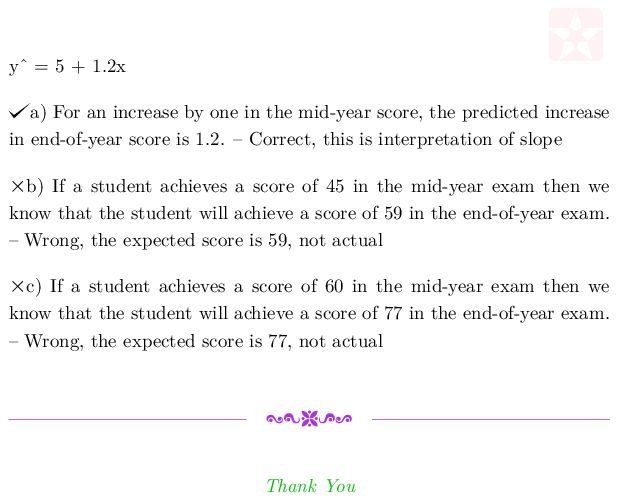 yˆ = 5 + 1.2x
✓a) For an increase by one in the mid-year score, the predicted increase
in end-of-year score is 1.2. – Correct, this is interpretation of slope
×b) If a student achieves a score of 45 in the mid-year exam then we
know that the student will achieve a score of 59 in the end-of-year exam.
– Wrong, the expected score is 59, not actual
×c) If a student achieves a score of 60 in the mid-year exam then we
know that the student will achieve a score of 77 in the end-of-year exam.
– Wrong, the expected score is 77, not actual
Thank You